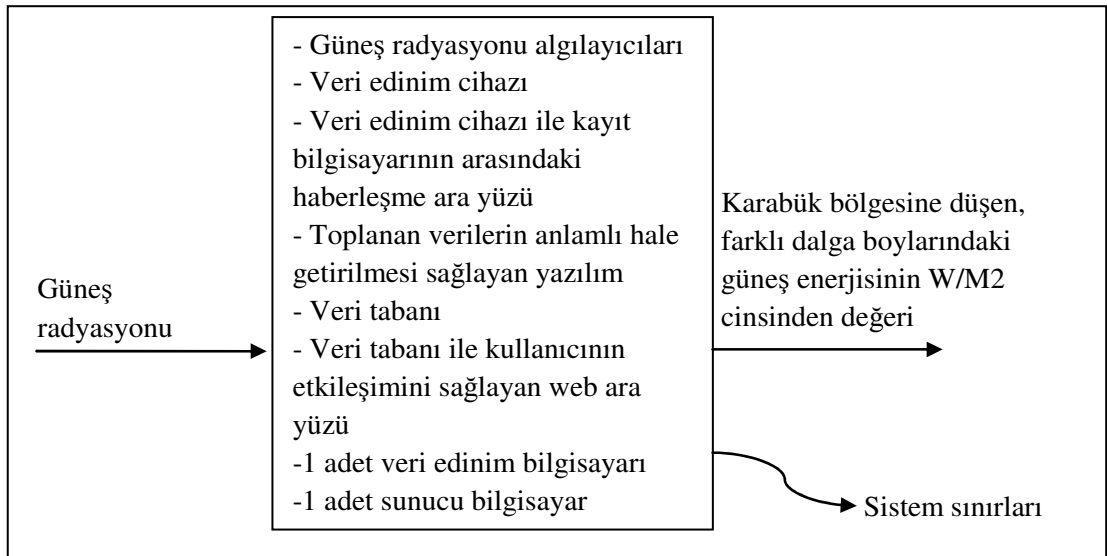 Güneş
radyasyonu
- Güneş radyasyonu algılayıcıları
- Veri edinim cihazı
- Veri edinim cihazı ile kayıt
bilgisayarının arasındaki
haberleşme ara yüzü
- Toplanan verilerin anlamlı hale
getirilmesi sağlayan yazılım
- Veri tabanı
- Veri tabanı ile kullanıcının
etkileşimini sağlayan web ara
yüzü
-1 adet veri edinim bilgisayarı
-1 adet sunucu bilgisayar
Karabük bölgesine düşen,
farklı dalga boylarındaki
güneş enerjisinin W/M2
cinsinden değeri
Sistem sınırları